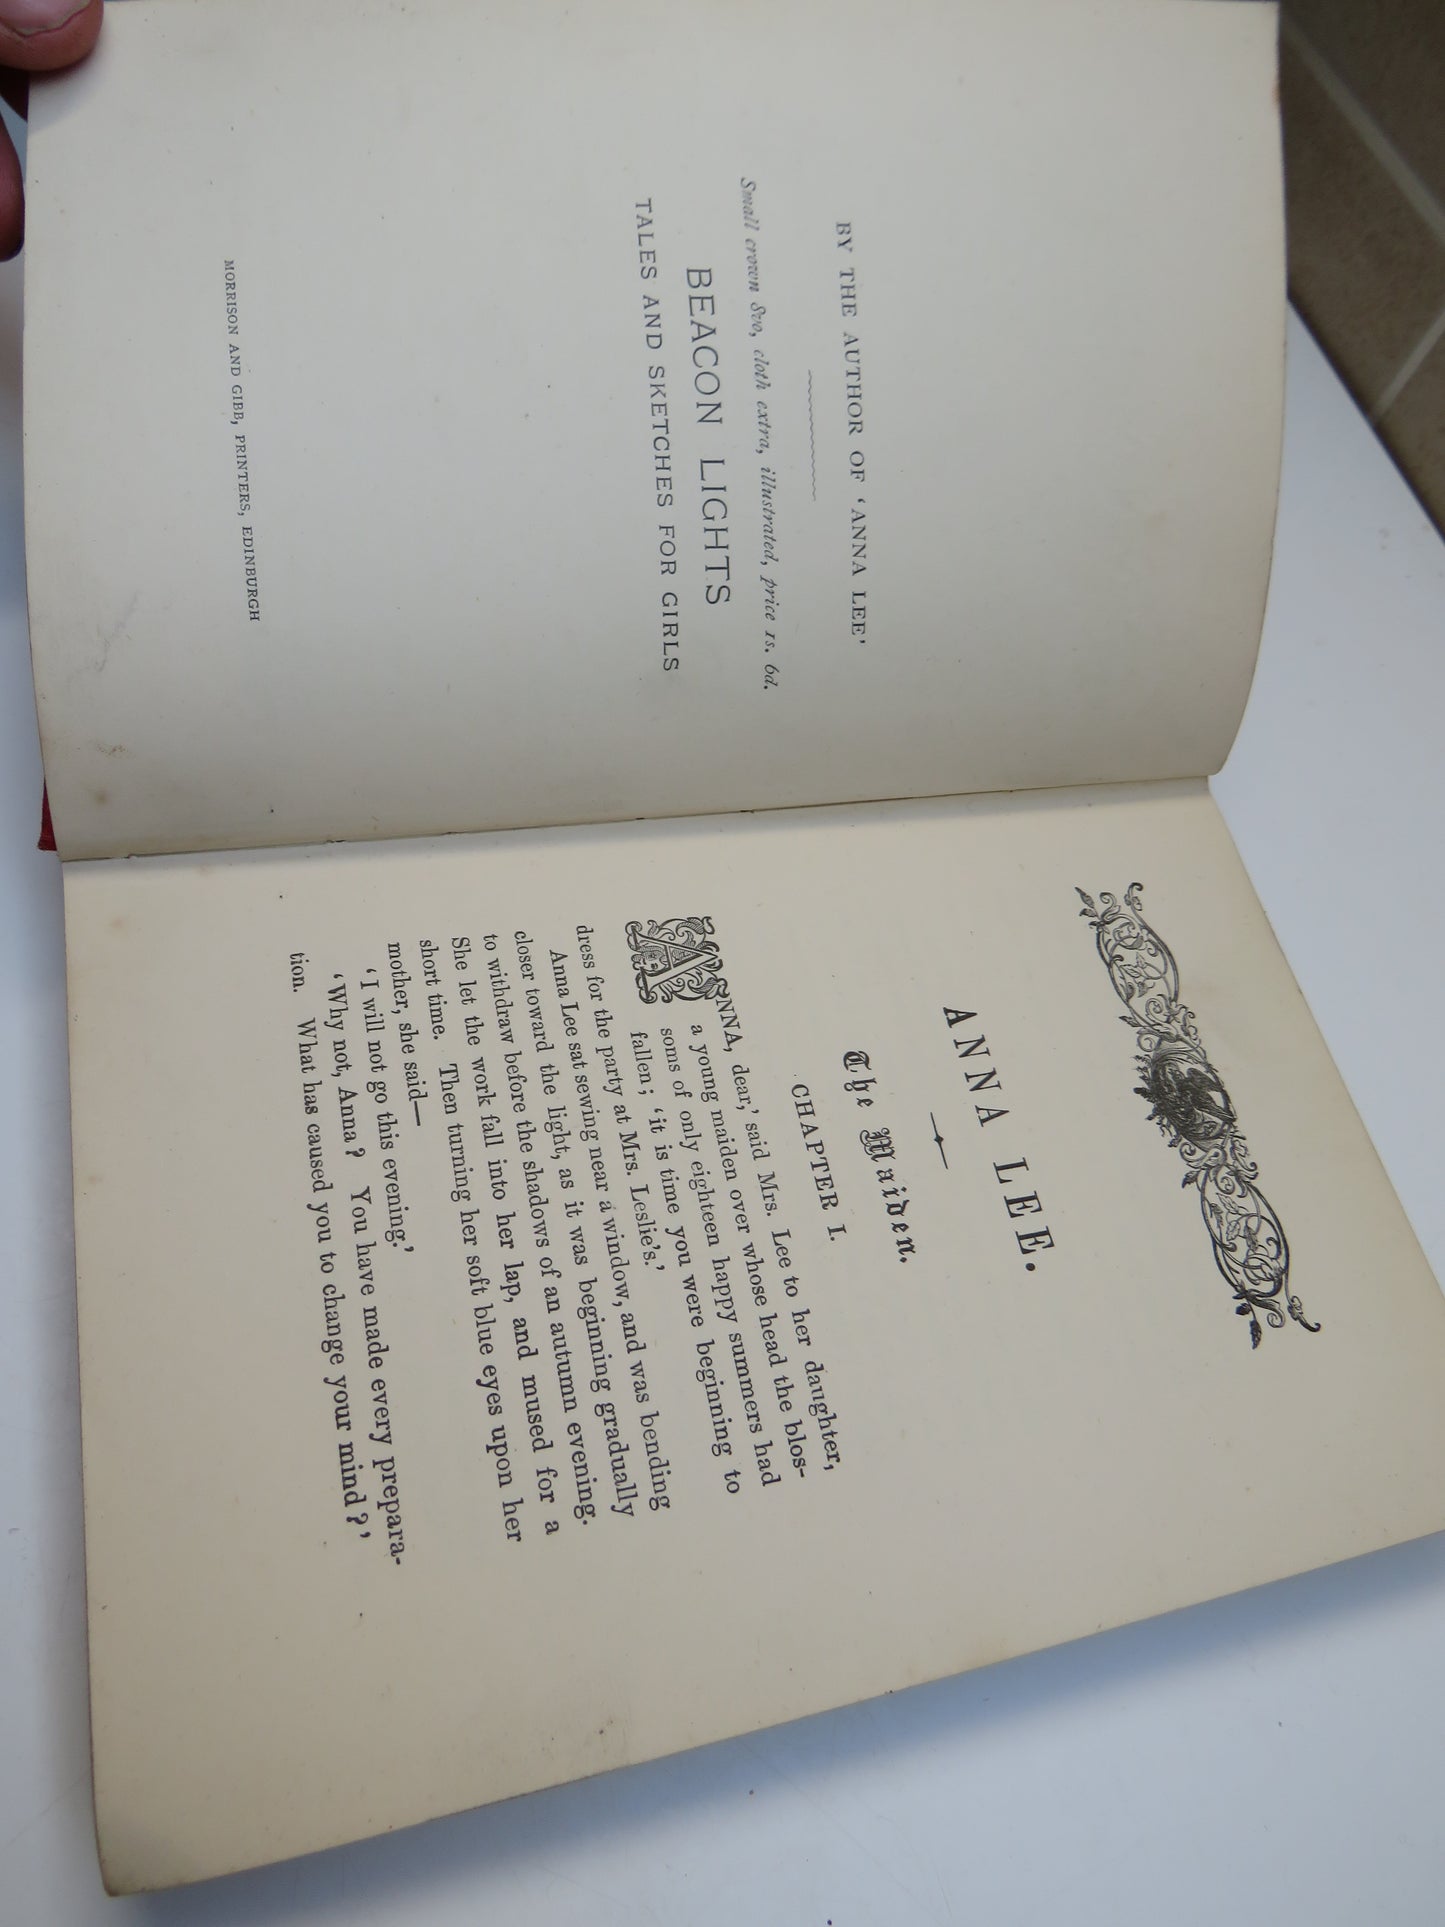 BY THE AUTHOR OF 'ANNA LEE'
Small crown 8vo, cloth extra, illustrated, price 1s. 6d.
BEACON LIGHTS
TALES AND SKETCHES FOR GIRLS
MORRISON AND GIBB, PRINTERS, EDINBURGH
ANNA LEE.
The Maiden.
CHAPTER I.
ANNA, dear,' said Mrs. Lee to her daughter,
a young maiden over whose head the blos-
soms of only eighteen happy summers had
fallen; 'it is time you were beginning to
dress for the party at Mrs. Leslie's.'
Anna Lee sat sewing near a window, and was bending
closer toward the light, as it was beginning gradually
to withdraw before the shadows of an autumn evening.
She let the work fall into her lap, and mused for a
short time. Then turning her soft blue eyes upon her
mother, she said—
'I will not go this evening.'
'Why not, Anna? You have made every prepara-
tion. What has caused you to change your mind?'